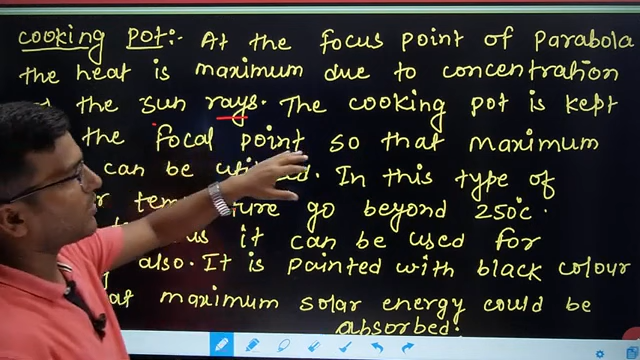 cooking pot:- At the focus point of Parabola
the heat is maximum due to concentration
the sun rays. The cooking pot is kept
the focal point so that maximum
can be. In this type of
go beyond 250°c.
it can be used for
also. It is painted with black colour
maximum solar energy could be
absorbed.